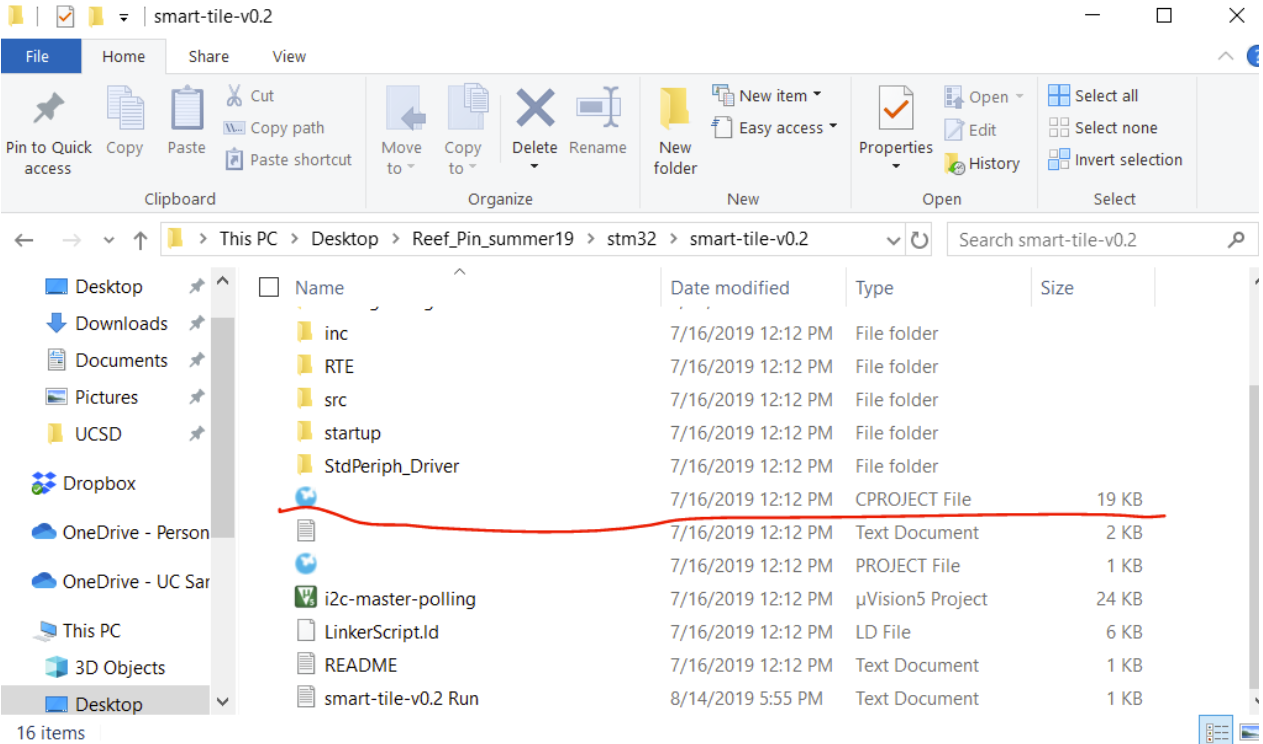 smart-tile-v0.2
File Home Share View
Pin to Quick access
Copy
Paste
Cut
Copy path
Paste shortcut
Clipboard
Move to
Copy to
Delete
Rename
Organize
New folder
New item
Easy access
New
Properties
Open
Edit
History
Open
Select all
Select none
Invert selection
Select
This PC > Desktop > Reef_Pin_summer19 > stm32 > smart-tile-v0.2
Search smart-tile-v0.2
Desktop
Downloads
Documents
Pictures
UCSD
Dropbox
OneDrive - Person
OneDrive - UC Sar
This PC
3D Objects
Desktop
Name Date modified Type Size
inc 7/16/2019 12:12 PM File folder
RTE 7/16/2019 12:12 PM File folder
src 7/16/2019 12:12 PM File folder
startup 7/16/2019 12:12 PM File folder
StdPeriph_Driver 7/16/2019 12:12 PM File folder
7/16/2019 12:12 PM CPROJECT File 19 KB
7/16/2019 12:12 PM Text Document 2 KB
7/16/2019 12:12 PM PROJECT File 1 KB
i2c-master-polling 7/16/2019 12:12 PM µVision5 Project 24 KB
LinkerScript.ld 7/16/2019 12:12 PM LD File 6 KB
README 7/16/2019 12:12 PM Text Document 1 KB
smart-tile-v0.2 Run 8/14/2019 5:55 PM Text Document 1 KB
16 items